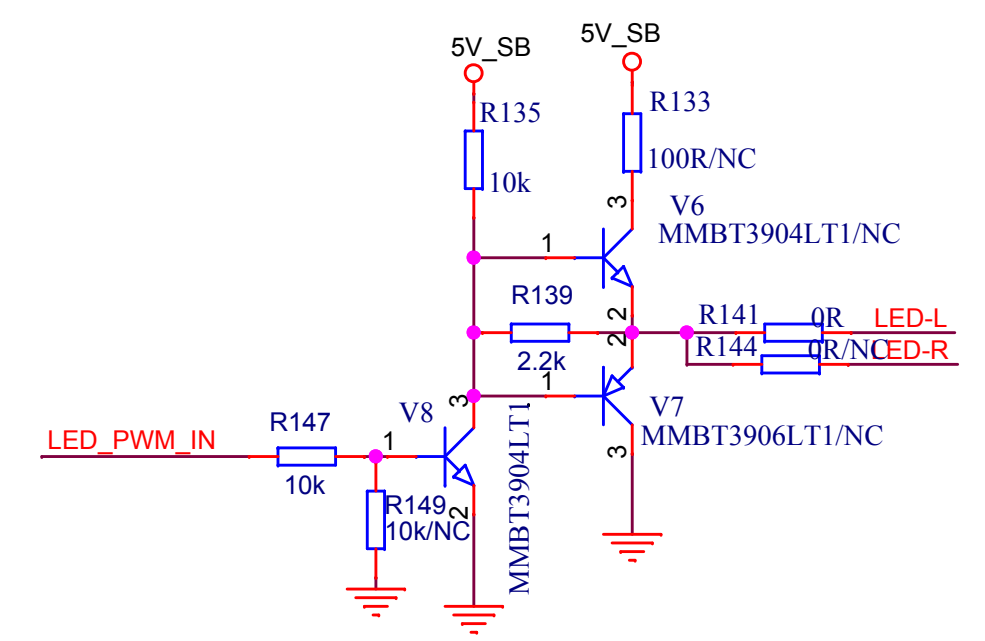 5V_SB
5V_SB
R135
R133
10k
100R/NC
3
V6
1
MMBT3904LT1/NC
R139
2
R141
0R
LED-L
2.2k
2
R144
0R/NC
LED-R
1
3
V8
V7
MMBT3906LT1/NC
R147
1
LED_PWM_IN
3
10k
R149
10k/NC
2
MMBT3904LT1